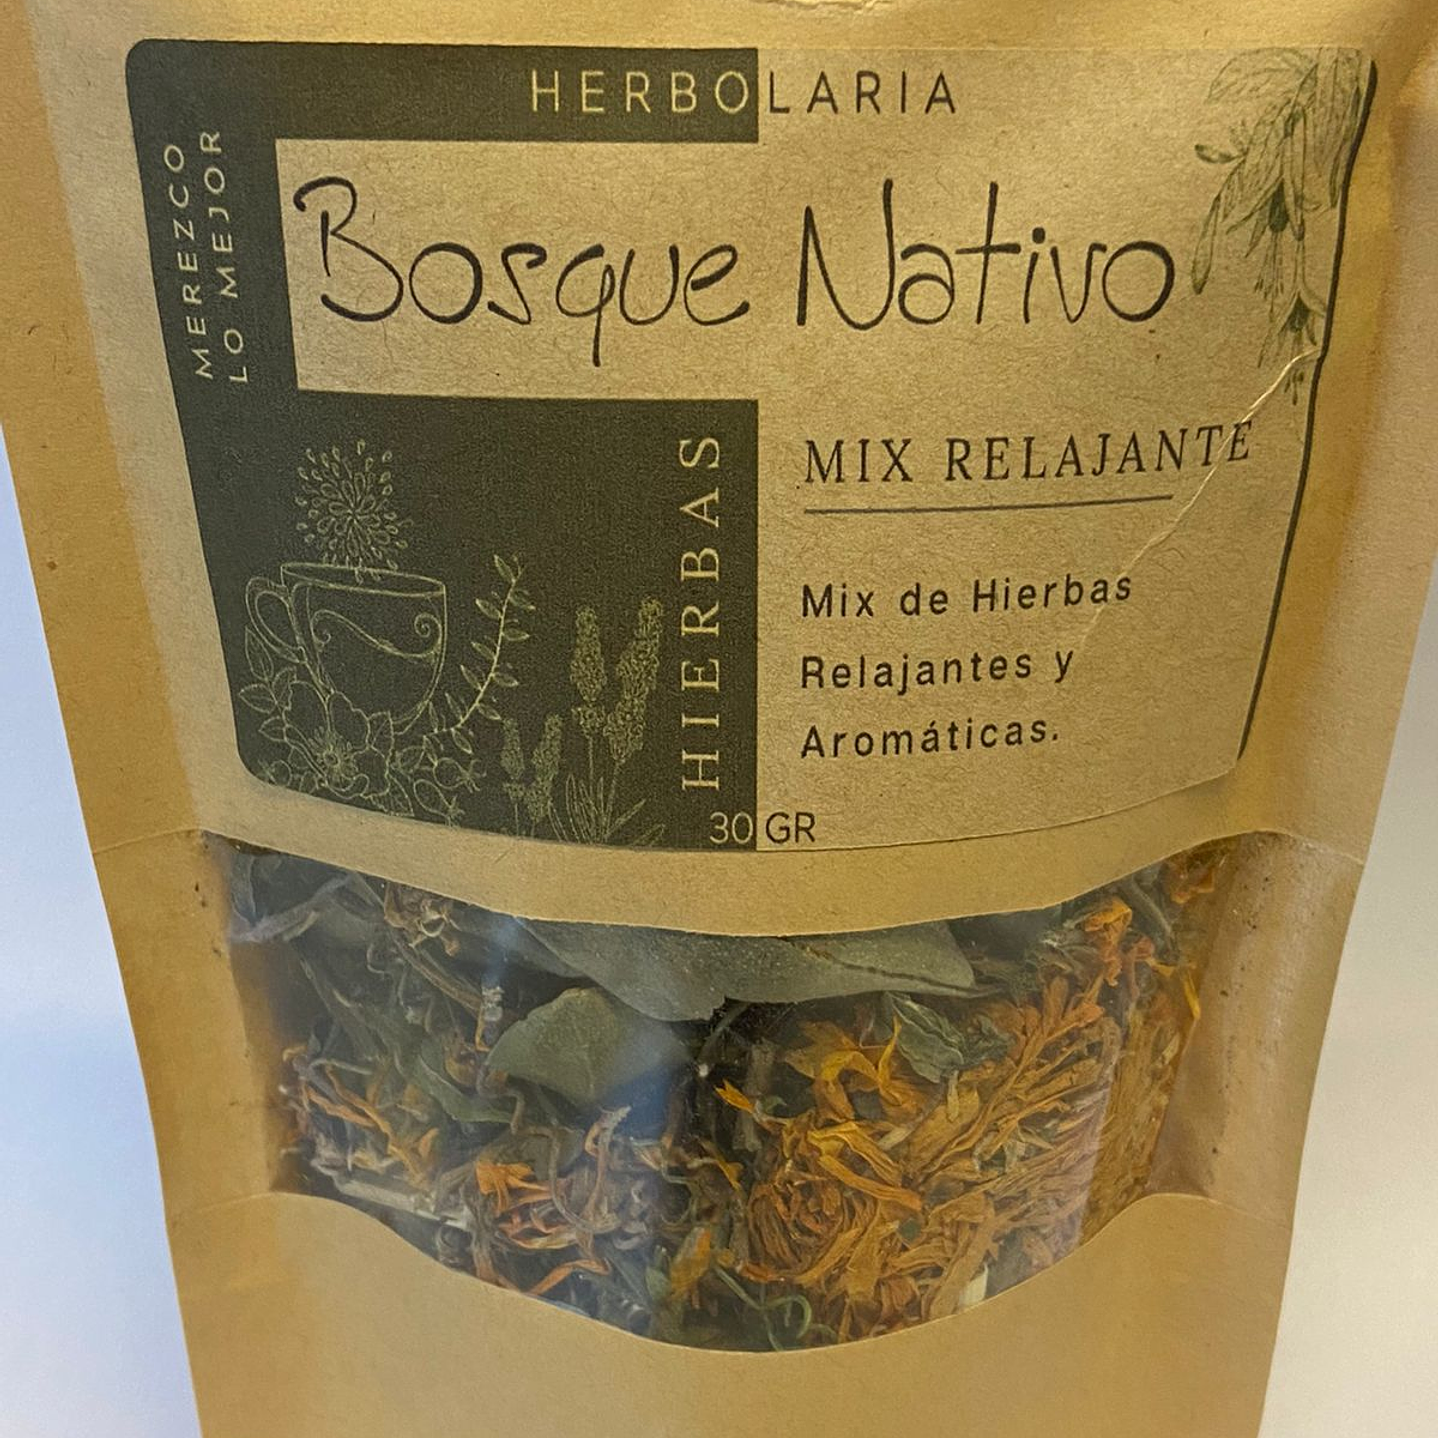 HERBOLARIA
MEREZCO
LO MEJOR
Bosque Nativo
HIERBAS
MIX RELAJANTE
Mix de Hierbas
Relajantes y
Aromáticas.
30 GR